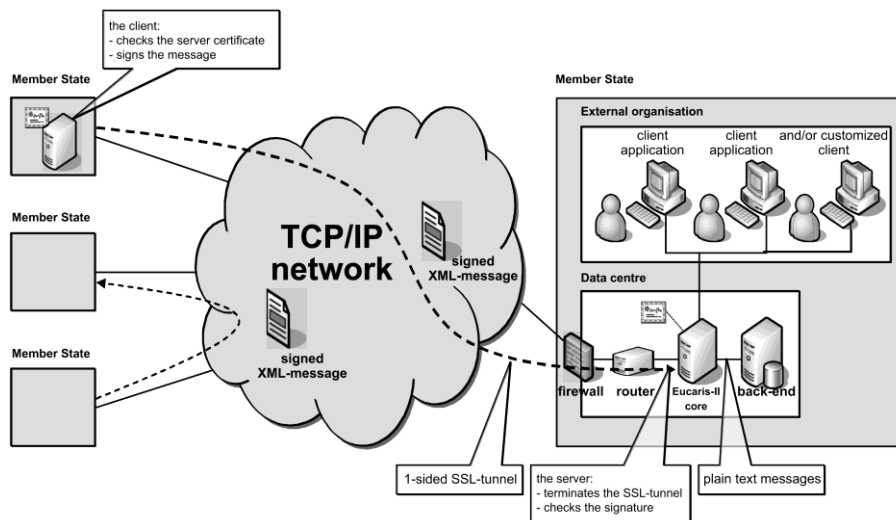 the client:
- checks the server certificate
- signs the message
Member State
Member State
External organisation
client
application
client
application
and/or customized
client
Member State
TCP/IP
network
signed
XML-message
signed
XML-message
Data centre
Member State
firewall
router
Eucaris-II
core
back-end
1-sided SSL-tunnel
the server:
- terminates the SSL-tunnel
- checks the signature
plain text messages